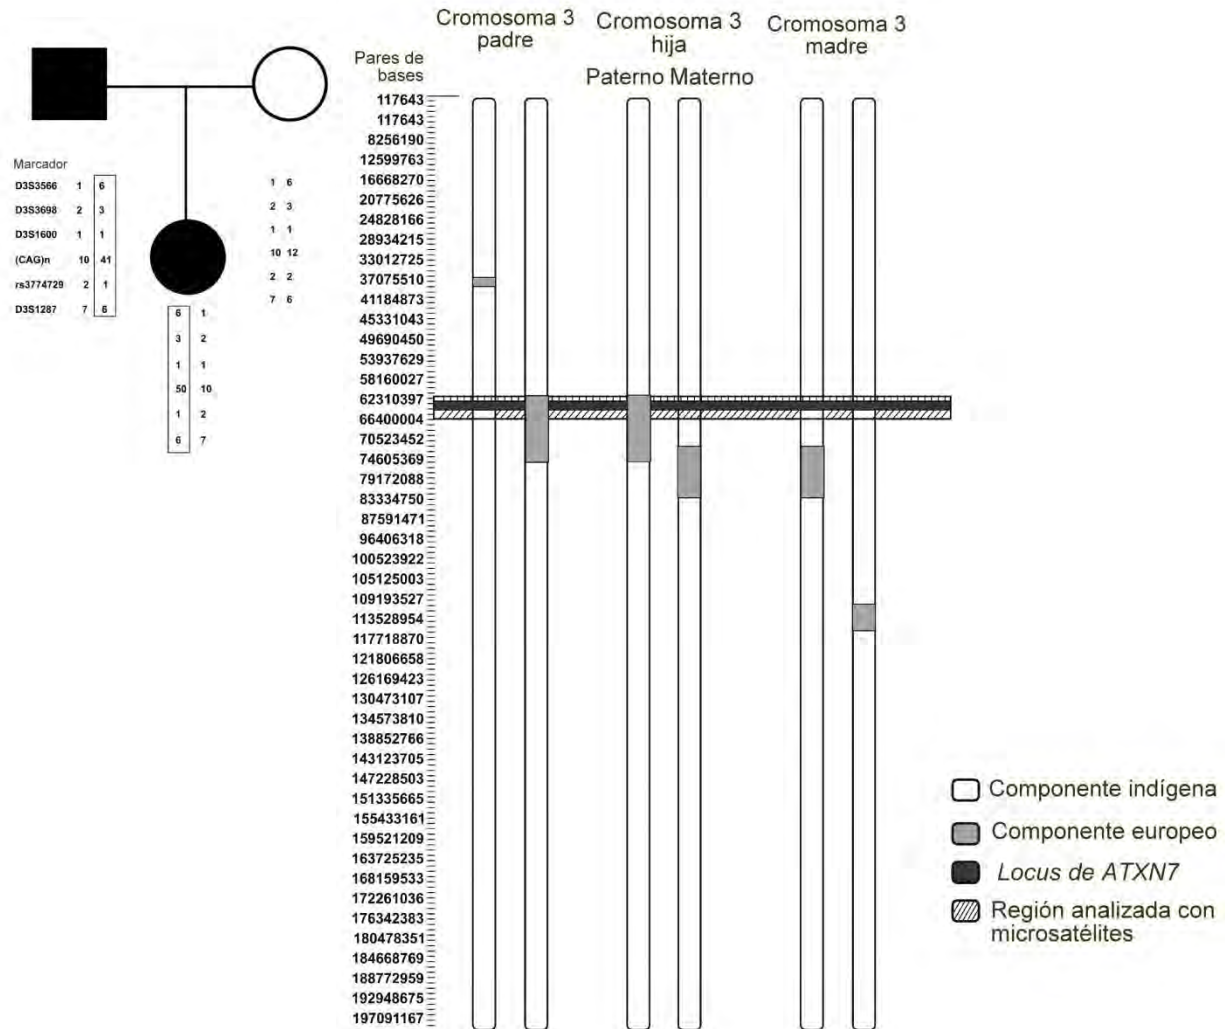 Cromosoma 3
padre
Cromosoma 3
hija
Cromosoma 3
madre
Paterno Materno
Pares de
bases
117643
117643
8256190
12599763
16668270
20775626
24828166
28934215
33012725
37075510
41184873
45331043
49690450
53937629
58160027
62310397
66400004
70523452
74605369
79172088
83334750
87591471
96406318
100523922
105125003
109193527
113528954
117718870
121806658
126169423
130473107
134573810
138852766
143123705
147228503
151335665
155433161
159521209
163725235
168159533
172261036
176342383
180478351
184668769
188772959
192948675
197091167
Marcador
D3S3566 1 6
D3S3698 2 3
D3S1600 1 1
(CAG)n 10 41
rs3774729 2 1
D3S1287 7 6
1 6
2 3
1 1
10 12
2 2
7 6
6 1
3 2
1 1
50 10
1 2
6 7
Componente indígena
Componente europeo
Locus de ATXN7
Región analizada con
microsatélites